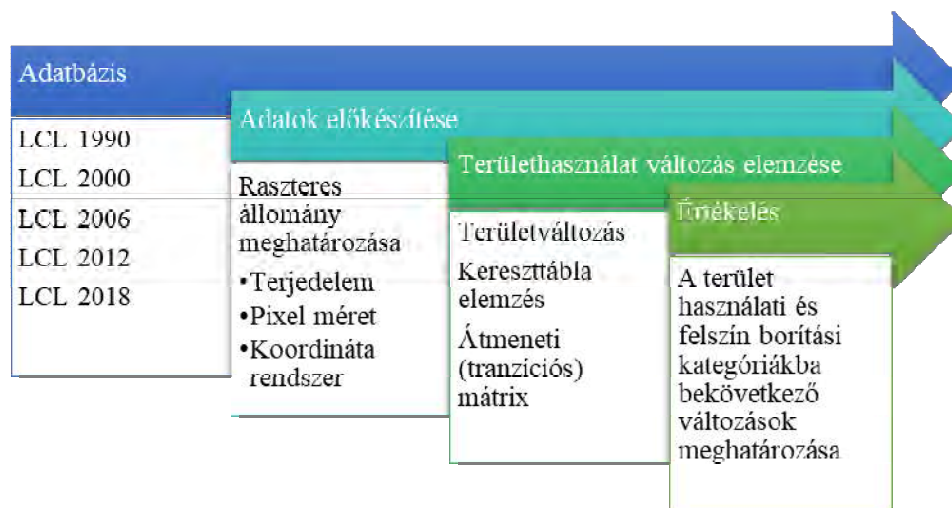 Adatbázis
LCL 1990
LCL 2000
LCL 2006
LCL 2012
LCL 2018
Adatok előkészítése
Raszteres
állomány
meghatározása
•Terjedelem
•Pixel méret
•Koordináta
rendszer
Területhasználat változás elemzése
Területváltozás
Kereszttábla
elemzés
Átmeneti
(tranzíciós)
mátrix
Értékelés
A terület
használati és
felszín borítási
kategóriákba
bekövetkező
változások
meghatározása